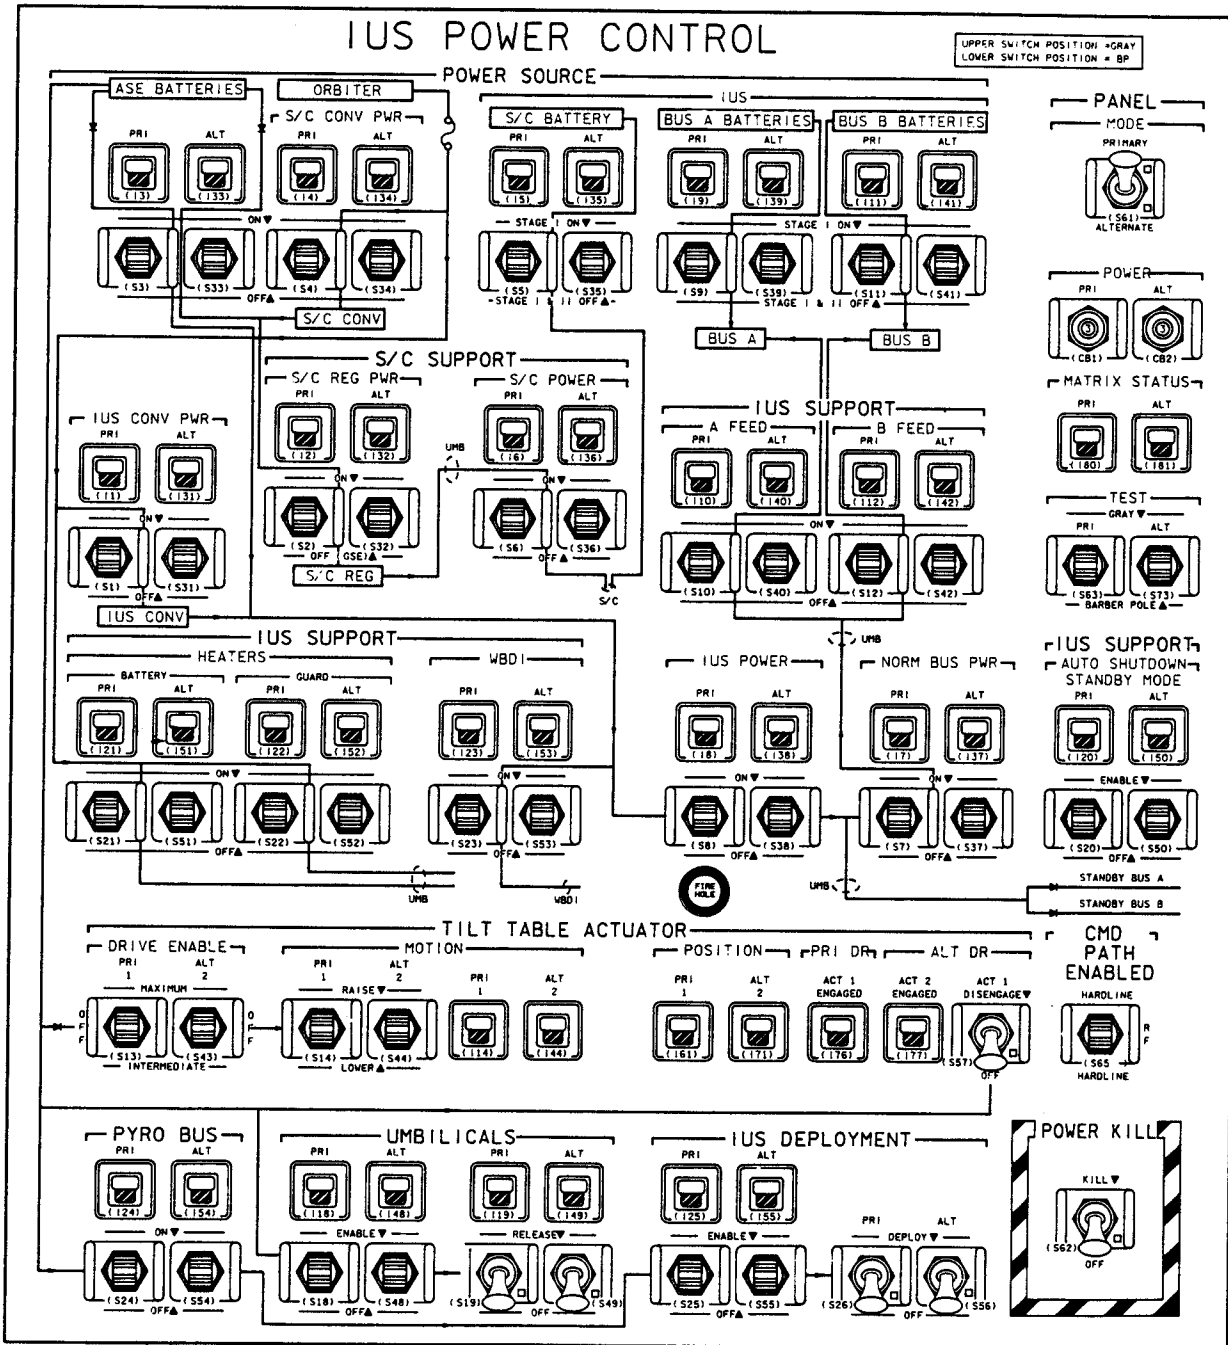 IUS POWER CONTROL
UPPER SWITCH POSITION =GRAY
LOWER SWITCH POSITION = BP
POWER SOURCE
ASE BATTERIES
ORBITER
IUS
S/C CONV PWR
S/C BATTERY
BUS A BATTERIES
BUS B BATTERIES
PRI ALT PRI ALT PRI ALT PRI ALT PRI ALT
(I3) (I33) (I4) (I34) (I5) (I35) (I9) (I39) (I11) (I41)
ON▼
STAGE I ON▼
STAGE I ON▼
(S3) (S33) (S4) (S34) (S5) (S35) (S9) (S39) (S11) (S41)
OFF▲
STAGE I & II OFF▲
STAGE I & II OFF▲
S/C CONV
BUS A
BUS B
PANEL
MODE
PRIMARY
(S61)
ALTERNATE
POWER
PRI ALT
3 3
(CB1) (CB2)
MATRIX STATUS
PRI ALT
(I80) (I81)
TEST
GRAY▼
PRI ALT
(S63) (S73)
BARBER POLE▲
S/C SUPPORT
S/C REG PWR
S/C POWER
PRI ALT PRI ALT
(I2) (I32) (I6) (I36)
UMB
ON▼
ON▼
(S2) (S32) (S6) (S36)
OFF (GSE)▲
OFF▲
S/C REG
S/C
IUS CONV PWR
PRI ALT
(I1) (I31)
ON▼
(S1) (S31)
OFF▲
IUS CONV
IUS SUPPORT
A FEED
B FEED
PRI ALT PRI ALT
(I10) (I40) (I12) (I42)
ON▼
(S10) (S40) (S12) (S42)
OFF▲
UMB
IUS SUPPORT
HEATERS
WBDI
BATTERY
GUARD
PRI ALT PRI ALT PRI ALT
(I21) (I51) (I22) (I52) (I23) (I53)
ON▼
ON▼
(S21) (S51) (S22) (S52) (S23) (S53)
OFF▲
OFF▲
UMB
WBDI
IUS POWER
NORM BUS PWR
PRI ALT PRI ALT
(I8) (I38) (I7) (I37)
ON▼
ON▼
(S8) (S38) (S7) (S37)
OFF▲
OFF▲
FIRE
HOLE
UMB
IUS SUPPORT
AUTO SHUTDOWN
STANDBY MODE
PRI ALT
(I20) (I50)
ENABLE▼
(S20) (S50)
OFF▲
STANDBY BUS A
STANDBY BUS B
TILT TABLE ACTUATOR
DRIVE ENABLE
MOTION
POSITION
PRI DR
ALT DR
PRI 1
ALT 2
MAXIMUM
OFF
OFF
(S13) (S43)
INTERMEDIATE
PRI 1
ALT 2
RAISE▼
(S14) (S44)
LOWER▲
PRI 1
ALT 2
(I14) (I44)
PRI 1
ALT 2
(I61) (I71)
ACT 1
ENGAGED
(I76)
ACT 2
ENGAGED
(I77)
ACT 1
DISENGAGE▼
(S57)
OFF
CMD
PATH
ENABLED
HARDLINE
RF
(S65
HARDLINE
PYRO BUS
PRI ALT
(I24) (I54)
ON▼
(S24) (S54)
OFF▲
UMBILICALS
PRI ALT PRI ALT
(I18) (I48) (I19) (I49)
ENABLE▼
RELEASE▼
(S18) (S48) (S19) (S49)
OFF▲
OFF
IUS DEPLOYMENT
PRI ALT
(I25) (I55)
ENABLE▼
(S25) (S55)
OFF▲
PRI ALT
DEPLOY▼
(S26) (S56)
OFF
POWER KILL
KILL▼
(S62)
OFF